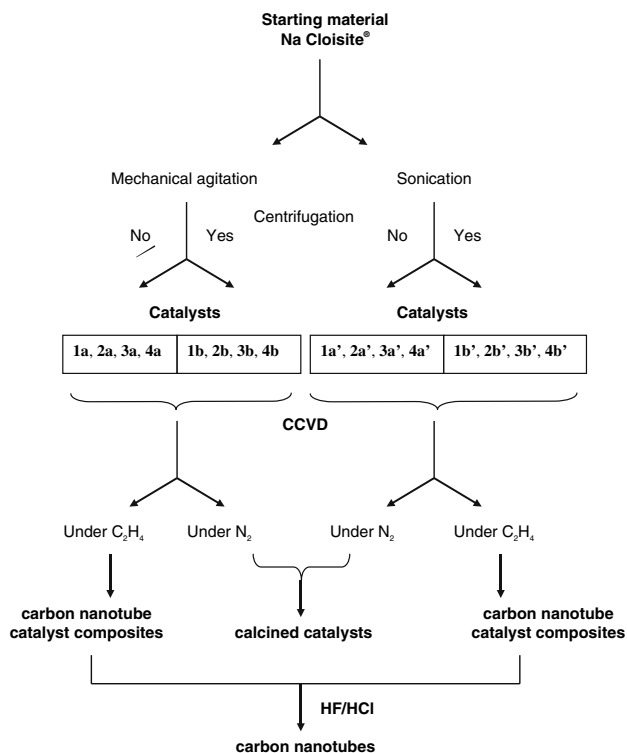 Starting material
Na Cloisite®
Mechanical agitation
Sonication
Centrifugation
No
Yes
No
Yes
Catalysts
Catalysts
1a, 2a, 3a, 4a
1b, 2b, 3b, 4b
1a’, 2a’, 3a’, 4a’
1b’, 2b’, 3b’, 4b’
CCVD
Under C₂H₄
Under N₂
Under N₂
Under C₂H₄
carbon nanotube
catalyst composites
calcined catalysts
carbon nanotube
catalyst composites
HF/HCl
carbon nanotubes